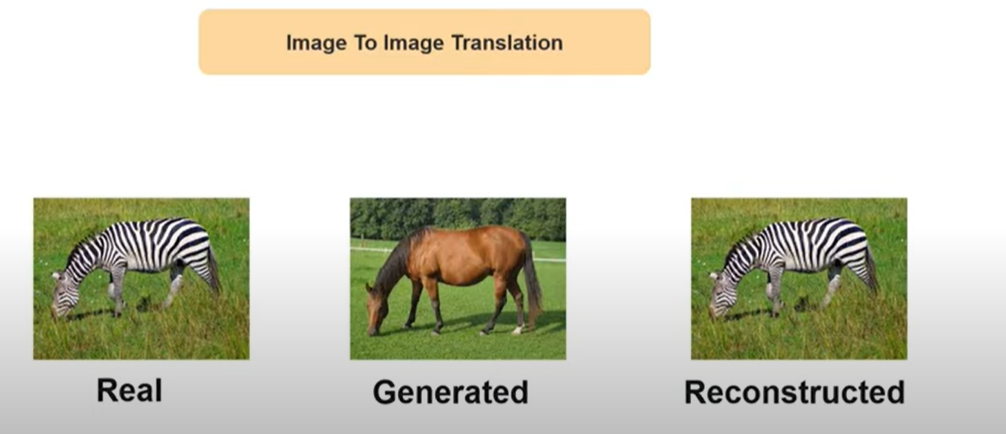 Image To Image Translation
Real
Generated
Reconstructed